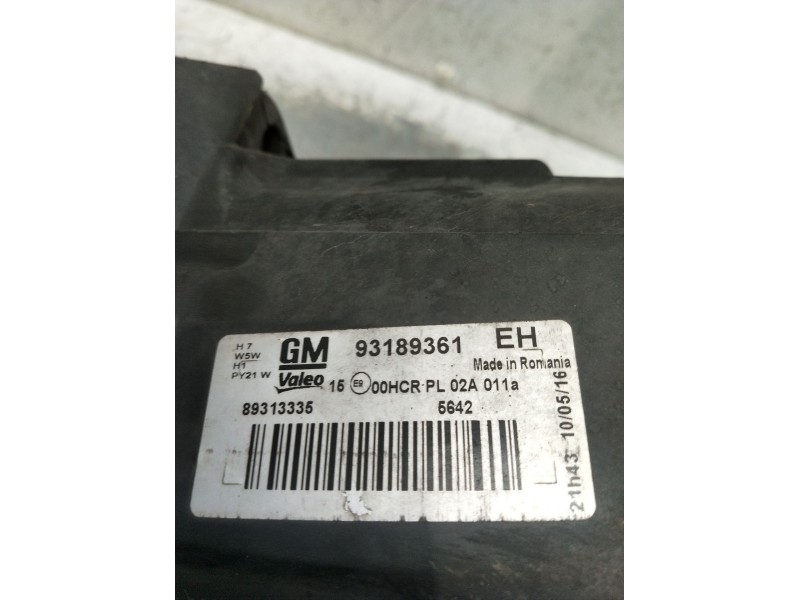 H7
W5W
H1
PY21 W
GM 93189361 EH
Made in Romania
Valeo 15 E9 00HCR PL 02A 011a
89313335 5642
21h43 10/05/16